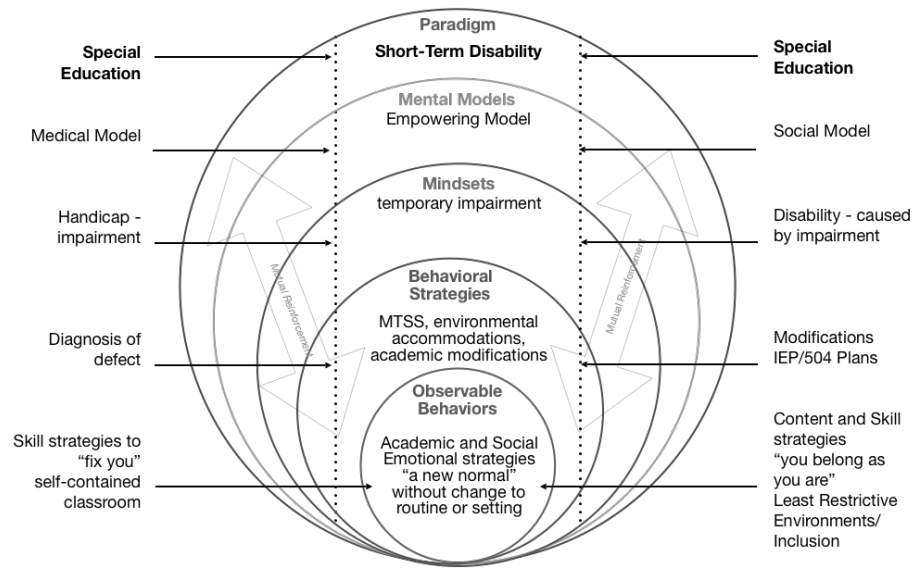 Paradigm
Short-Term Disability
Special
Education
Special
Education
Mental Models
Empowering Model
Medical Model
Social Model
Mindsets
temporary impairment
Handicap -
impairment
Disability - caused
by impairment
Mutual Reinforcement
Mutual Reinforcement
Behavioral
Strategies
MTSS, environmental
accommodations,
academic modifications
Diagnosis of
defect
Modifications
IEP/504 Plans
Observable
Behaviors
Academic and Social
Emotional strategies
“a new normal”
without change to
routine or setting
Skill strategies to
“fix you”
self-contained
classroom
Content and Skill
strategies
“you belong as
you are”
Least Restrictive
Environments/
Inclusion